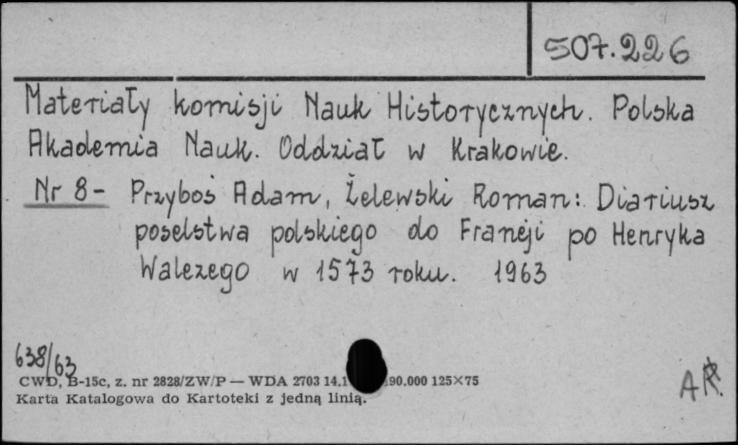 507.226
Materiały komisji Nauk Historycznych. Polska
Akademia Nauk. Oddział w Krakowie.
Nr 8 - Przyboś Adam, Żelewski Roman: Diariusz
poselstwa polskiego do Francji po Henryka
Walezego w 1573 roku. 1963
638/63
CWD, B-15c, z. nr 2828/ZW/P — WDA 2703 14.1 90.000 125×75
Karta Katalogowa do Kartoteki z jedną linią.